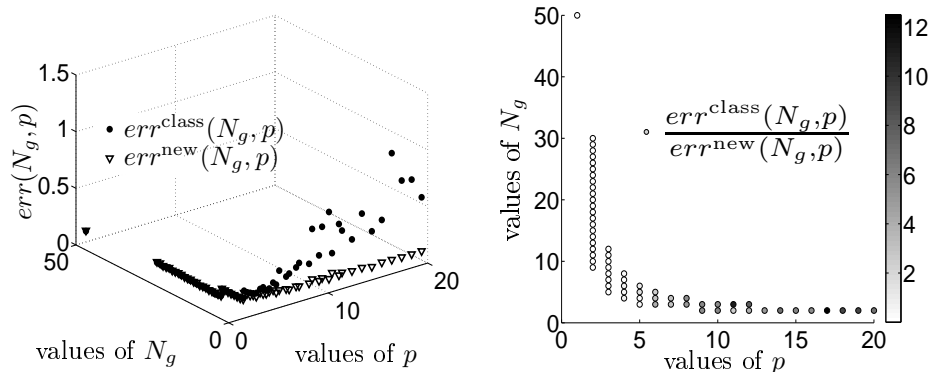 1.5
1
0.5
0
err(N_g, p)
• err^class(N_g, p)
▽ err^new(N_g, p)
50
0
values of N_g
0
10
20
values of p
50
40
30
20
10
0
values of N_g
err^class(N_g, p)
err^new(N_g, p)
0
5
10
15
20
values of p
12
10
8
6
4
2